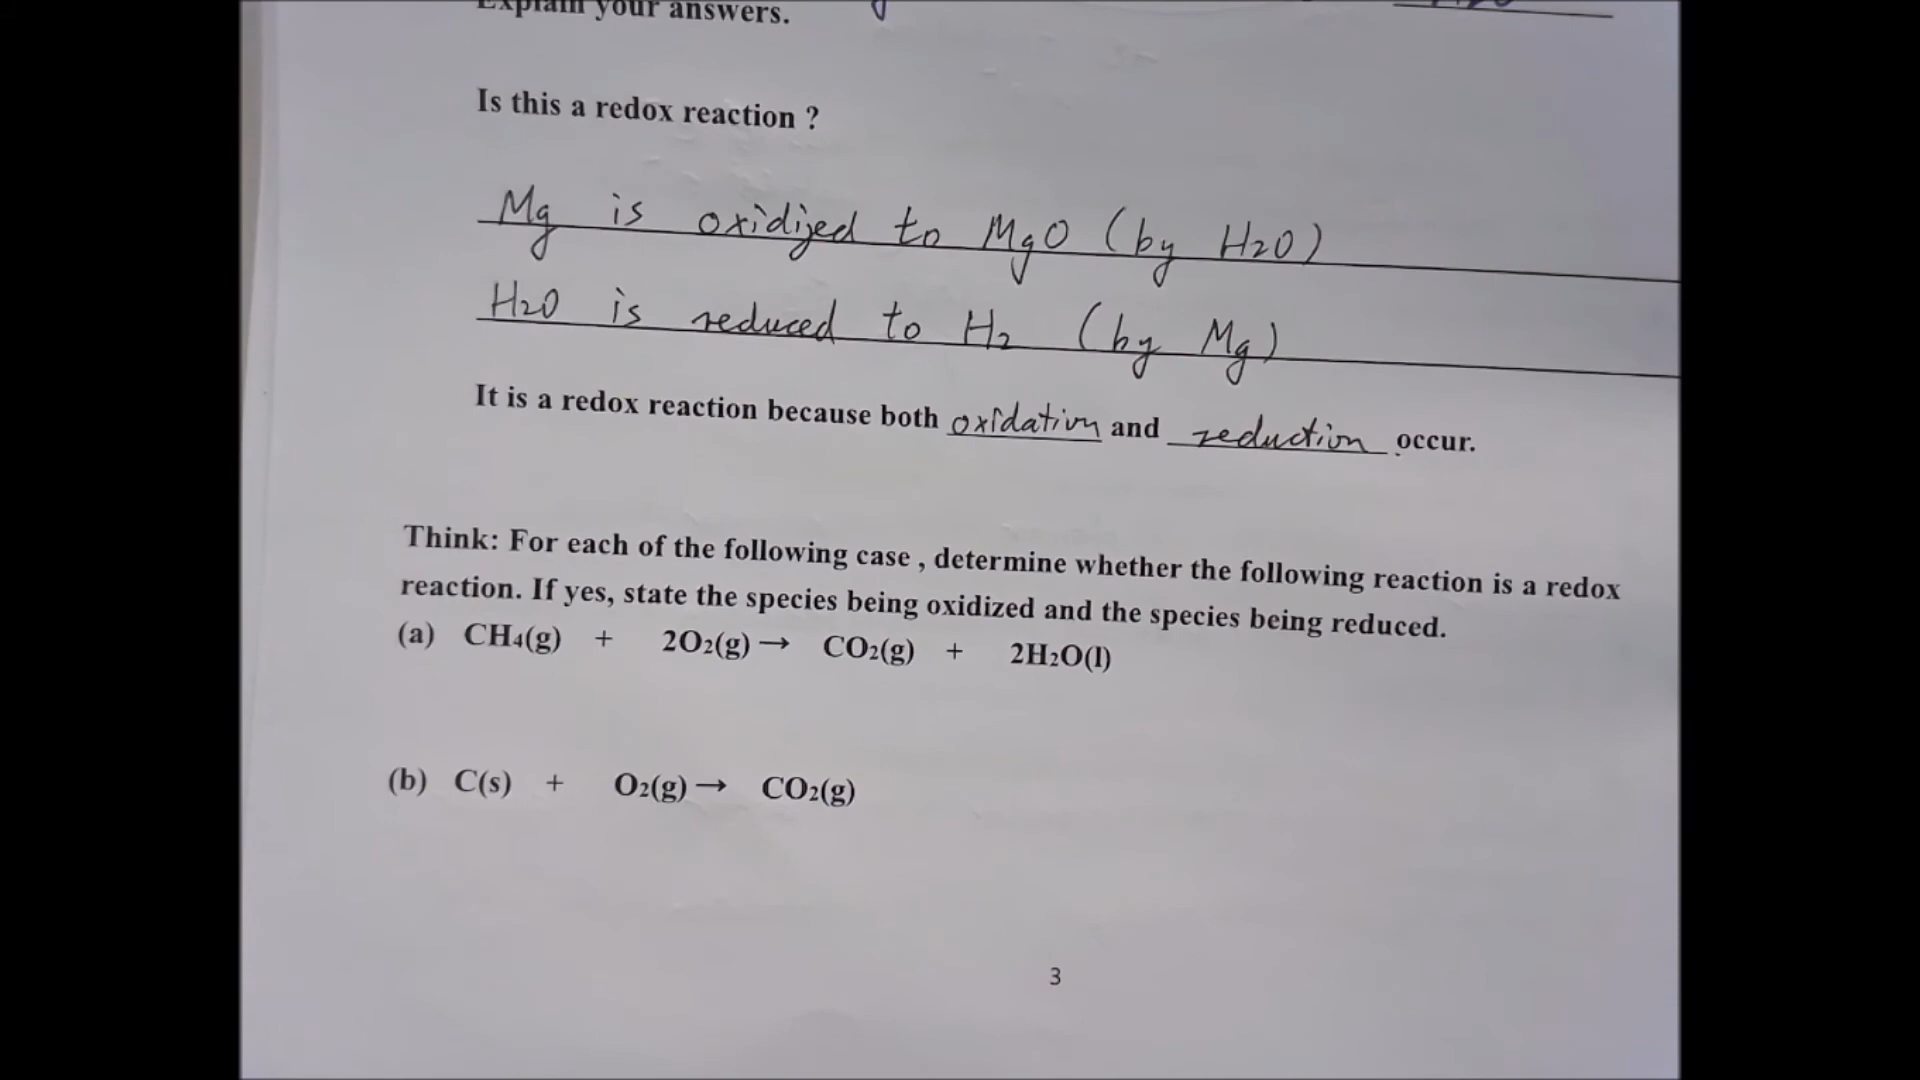 Explain your answers.
Is this a redox reaction ?
Mg is oxidized to MgO (by H2O)
H2O is reduced to H2 (by Mg)
It is a redox reaction because both oxidation and reduction occur.
Think: For each of the following case , determine whether the following reaction is a redox
reaction. If yes, state the species being oxidized and the species being reduced.
(a) CH4(g) + 2O2(g) → CO2(g) + 2H2O(l)
(b) C(s) + O2(g) → CO2(g)
3